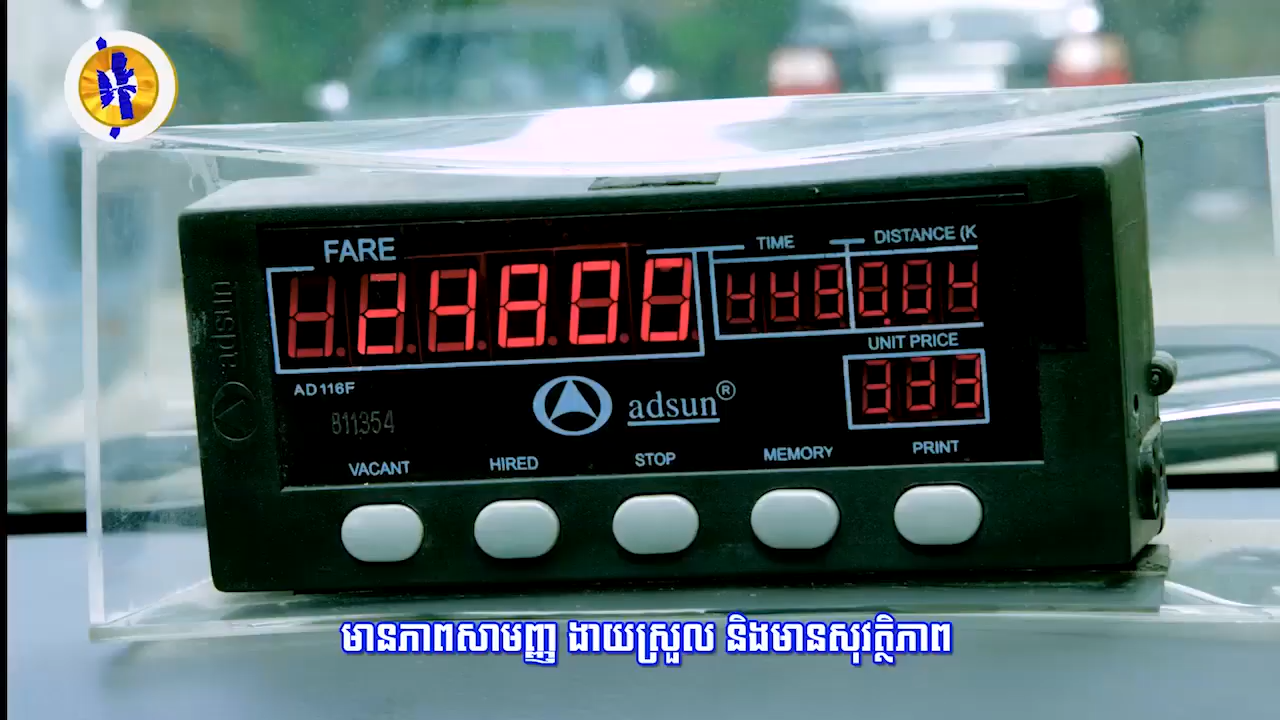 FARE
TIME
DISTANCE (K
UNIT PRICE
AD116F
811354
adsun®
adsun
VACANT
HIRED
STOP
MEMORY
PRINT
មានភាពសាមញ្ញ ងាយស្រួល និងមានសុវត្ថិភាព